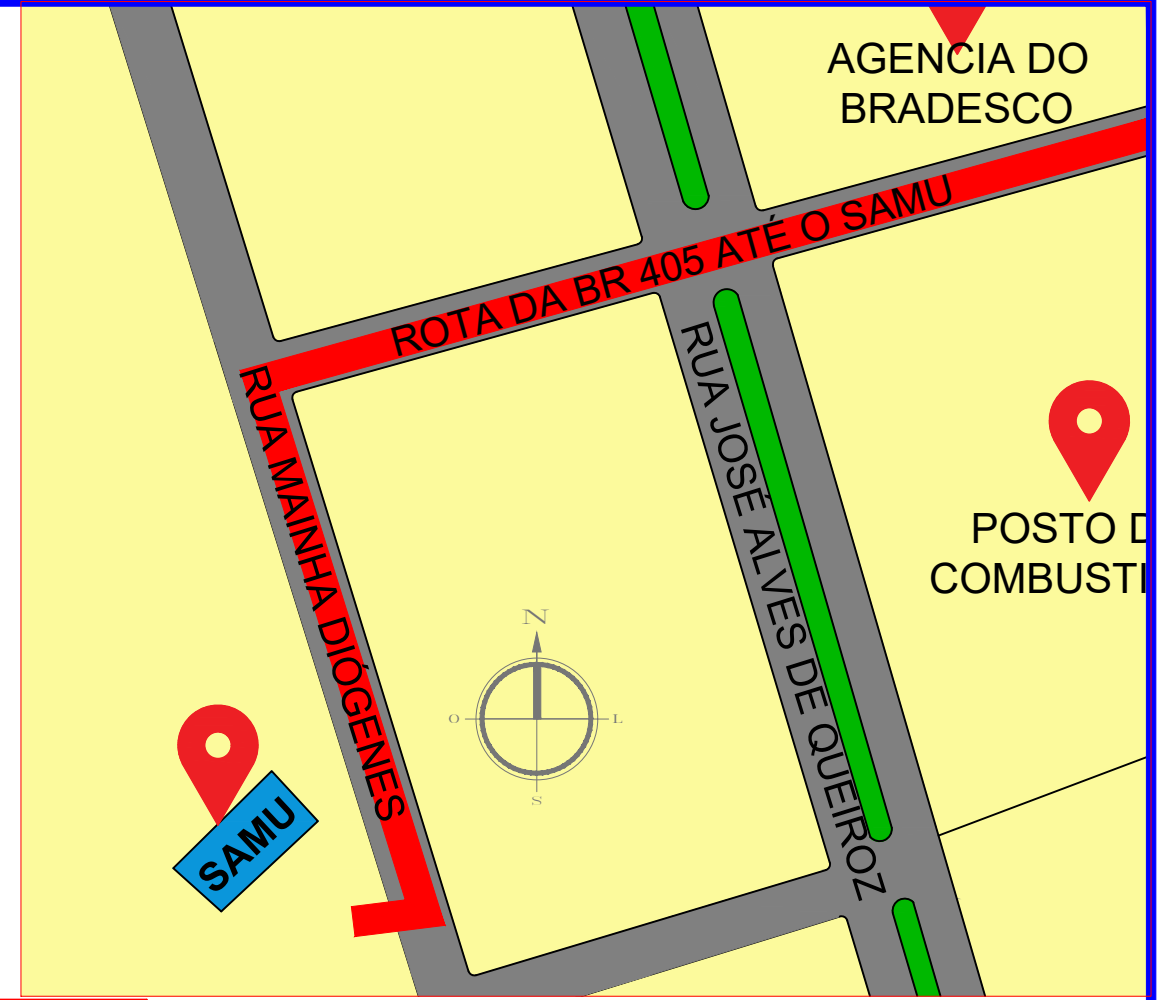 AGENCIA DO
BRADESCO
ROTA DA BR 405 ATÉ O SAMU
RUA MAINHA DIÓGENES
RUA JOSÉ ALVES DE QUEIROZ
POSTO D
COMBUSTI
N
O
L
S
SAMU